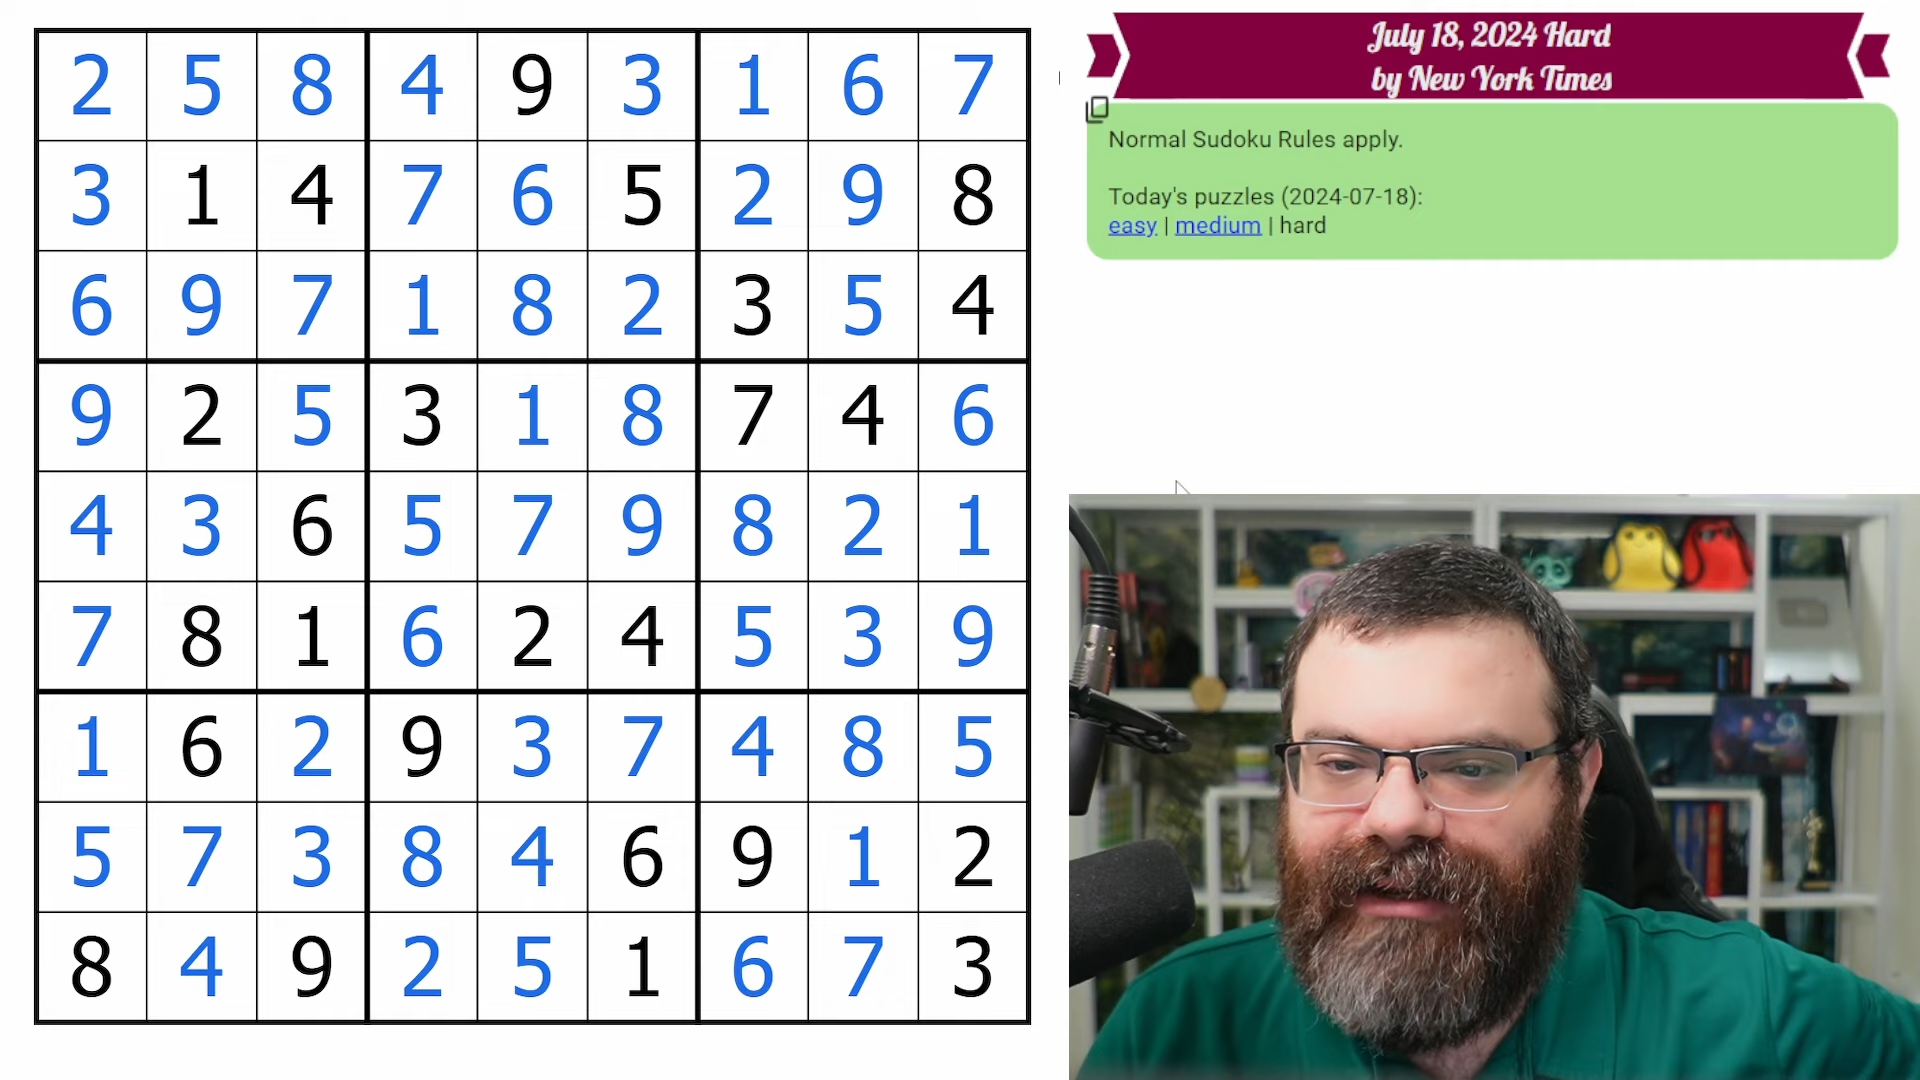 July 18, 2024 Hard
by New York Times
Normal Sudoku Rules apply.
Today's puzzles (2024-07-18):
easy | medium | hard
2 5 8 4 9 3 1 6 7
3 1 4 7 6 5 2 9 8
6 9 7 1 8 2 3 5 4
9 2 5 3 1 8 7 4 6
4 3 6 5 7 9 8 2 1
7 8 1 6 2 4 5 3 9
1 6 2 9 3 7 4 8 5
5 7 3 8 4 6 9 1 2
8 4 9 2 5 1 6 7 3